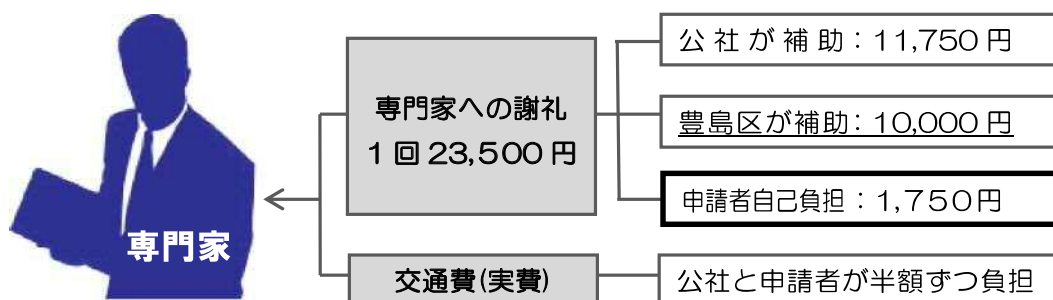 公社が補助：11,750円
専門家への謝礼
１回23,500円
豊島区が補助：10,000円
申請者自己負担：1,750円
専門家
交通費(実費)
公社と申請者が半額ずつ負担